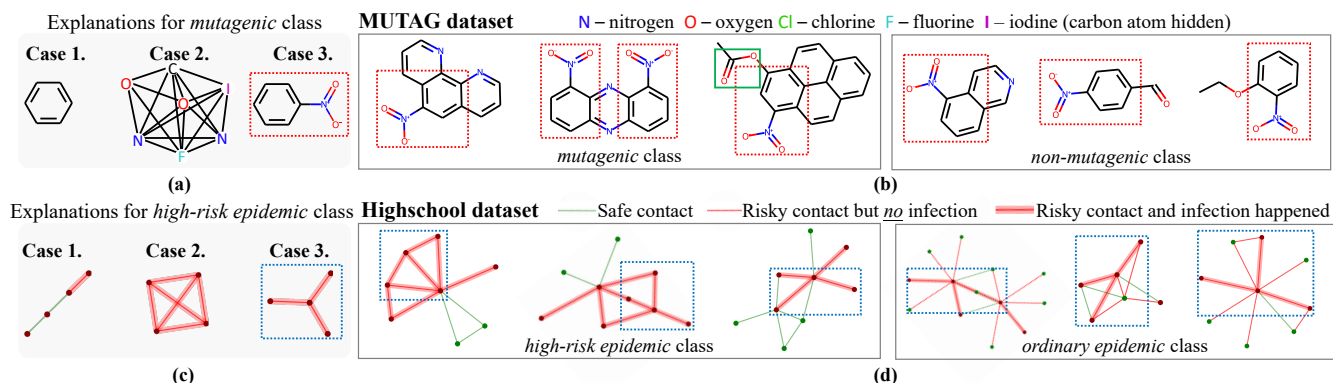 Explanations for mutagenic class
Case 1. Case 2. Case 3.
C
O
I
O
N
N
F
N+
O
O-
(a)
MUTAG dataset N – nitrogen O – oxygen Cl – chlorine F – fluorine I – iodine (carbon atom hidden)
mutagenic class
non-mutagenic class
(b)
Explanations for high-risk epidemic class
Case 1. Case 2. Case 3.
(c)
Highschool dataset Safe contact Risky contact but no infection Risky contact and infection happened
high-risk epidemic class
ordinary epidemic class
(d)